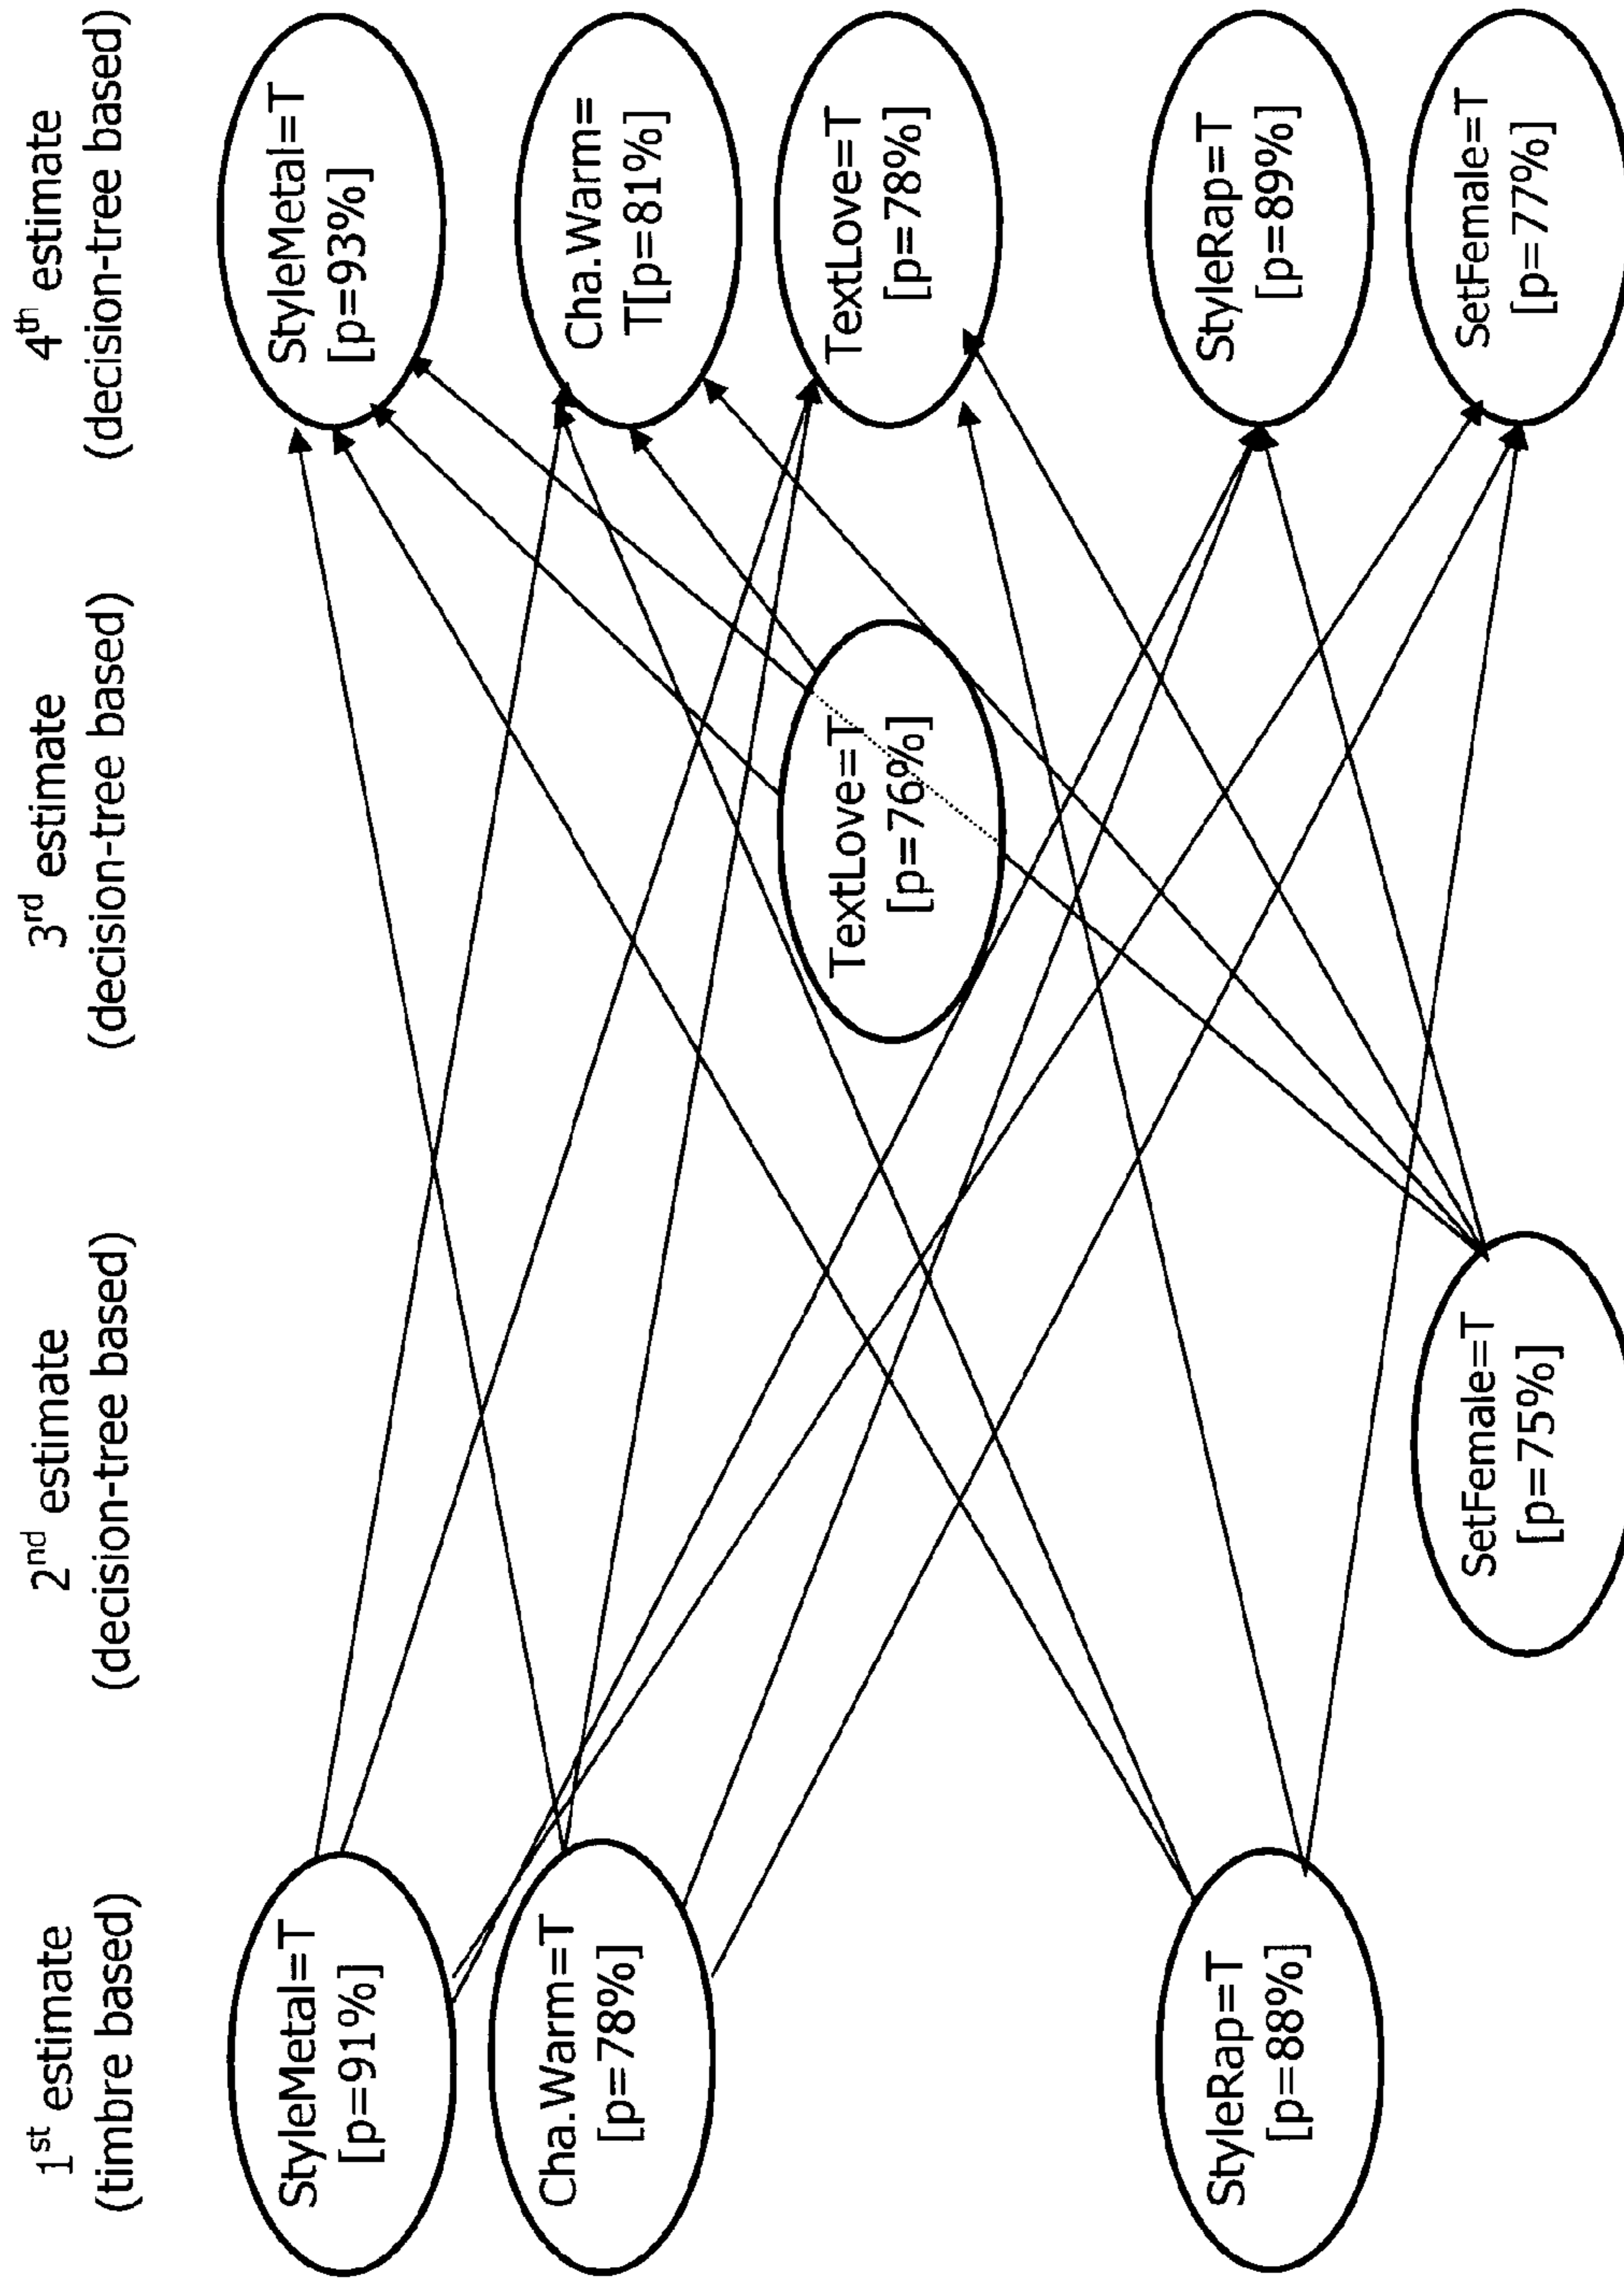 1st estimate
(timbre based)
2nd estimate
(decision-tree based)
3rd estimate
(decision-tree based)
4th estimate
(decision-tree based)
StyleMetal=T
[p=91%]
Cha.Warm=T
[p=78%]
StyleRap=T
[p=88%]
SetFemale=T
[p=75%]
TextLove=T
[p=76%]
StyleMetal=T
[p=93%]
Cha.Warm=
T[p=81%]
TextLove=T
[p=78%]
StyleRap=T
[p=89%]
SetFemale=T
[p=77%]